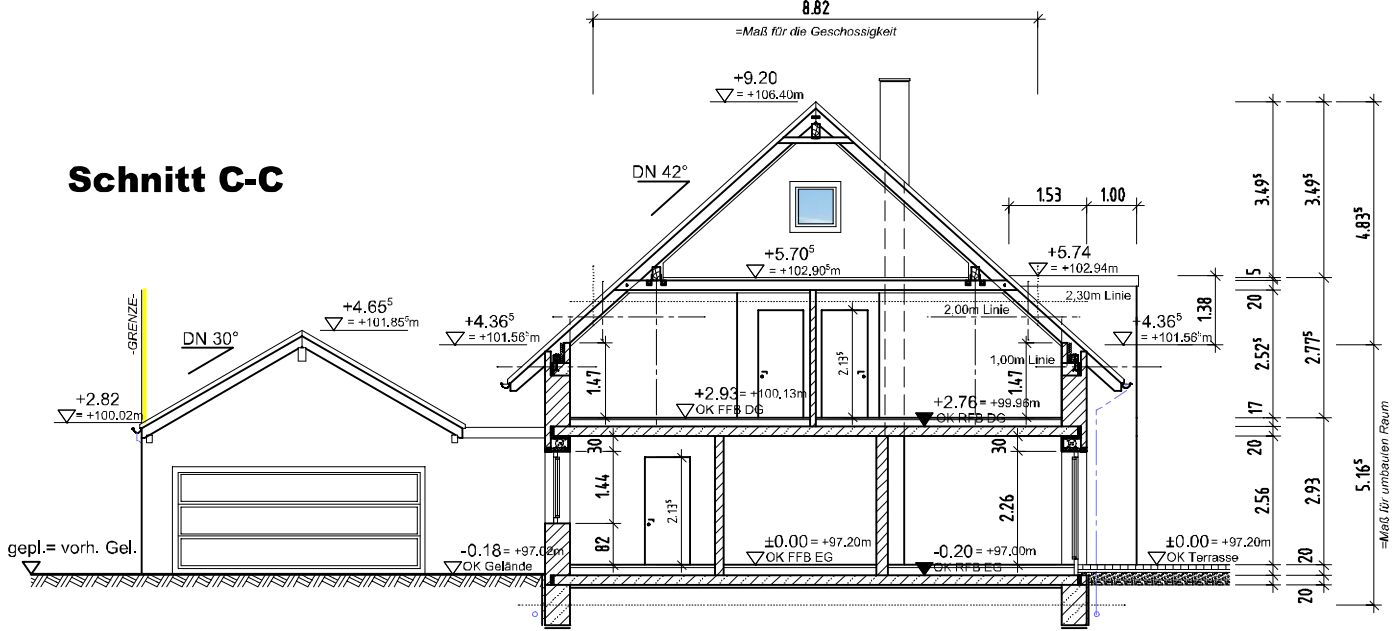 8.82
=Maß für die Geschossigkeit
+9.20
= +106.40m
Schnitt C-C
DN 42°
1.53
1.00
3.49⁵
3.49⁵
4.83⁵
+5.70⁵
= +102.90⁵m
+5.74
= +102.94m
5
2,30m Linie
2,00m Linie
1.38
20
-GRENZE-
+4.65⁵
= +101.85⁵m
DN 30°
+4.36⁵
= +101.56⁵m
+4.36⁵
= +101.56⁵m
1,00m Linie
2.13⁵
1.47
1.47
2.52⁵
2.77⁵
+2.82
= +100.02m
+2.93 = +100.13m
OK FFB DG
+2.76 = +99.96m
OK RFB DG
17
30
30
20
1.44
2.13⁵
2.26
2.56
2.93
5.16⁵
=Maß für umbauten Raum
82
gepl.= vorh. Gel.
-0.18 = +97.02m
OK Gelände
±0.00 = +97.20m
OK FFB EG
-0.20 = +97.00m
OK RFB EG
±0.00 = +97.20m
OK Terrasse
20
20